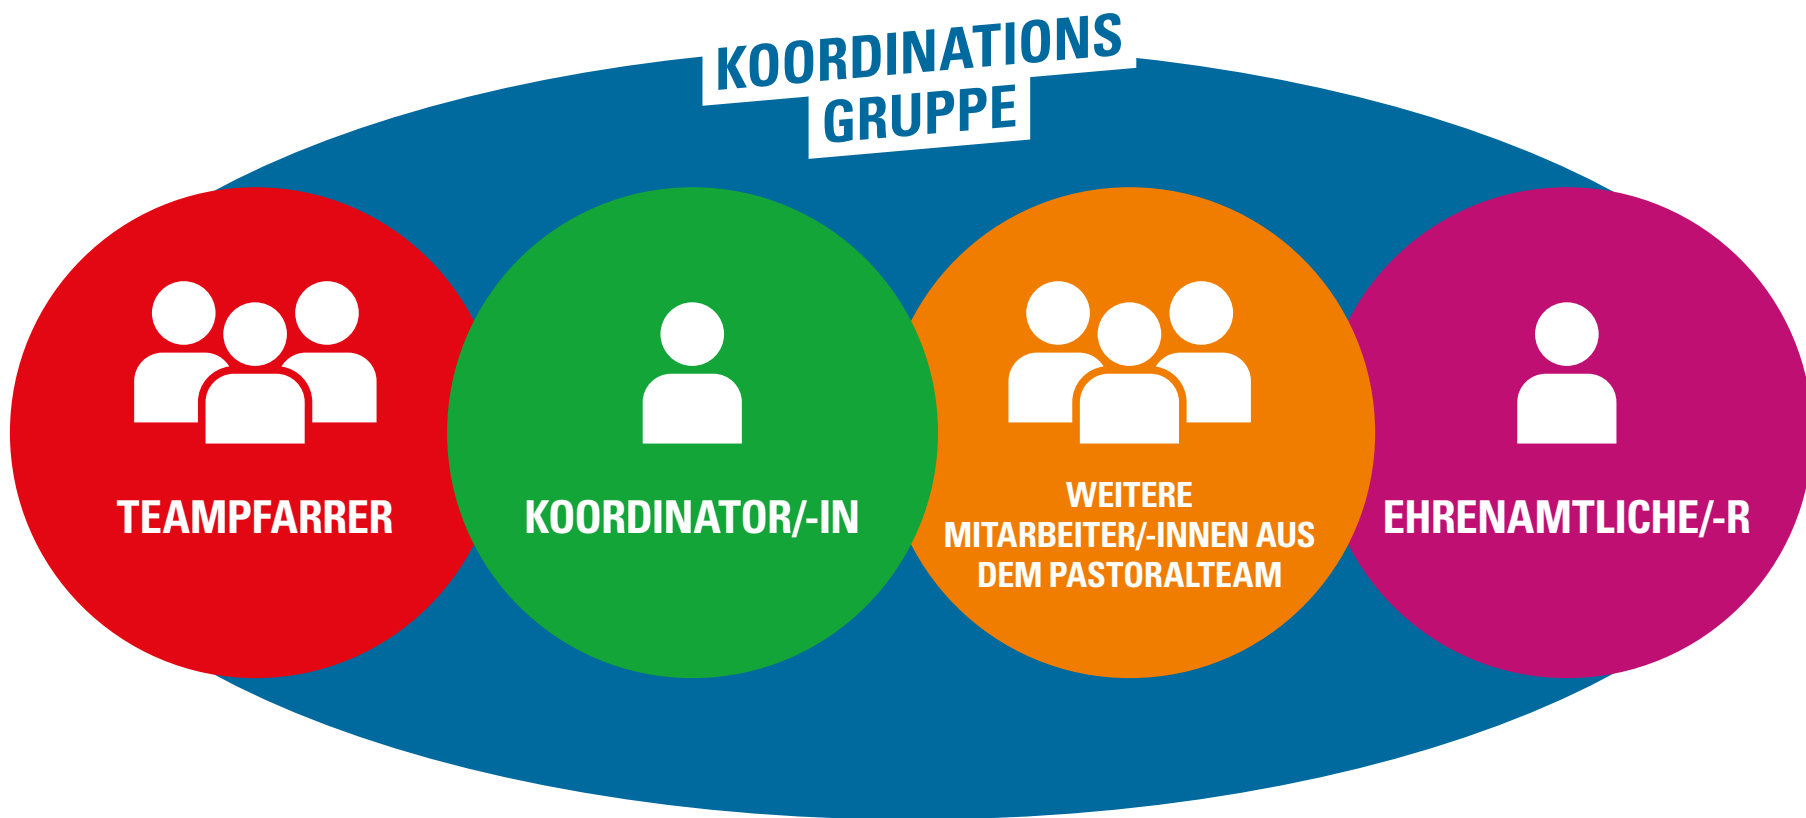 KOORDINATIONS
GRUPPE
TEAMPFARRER
KOORDINATOR/-IN
WEITERE
MITARBEITER/-INNEN AUS
DEM PASTORALTEAM
EHRENAMTLICHE/-R